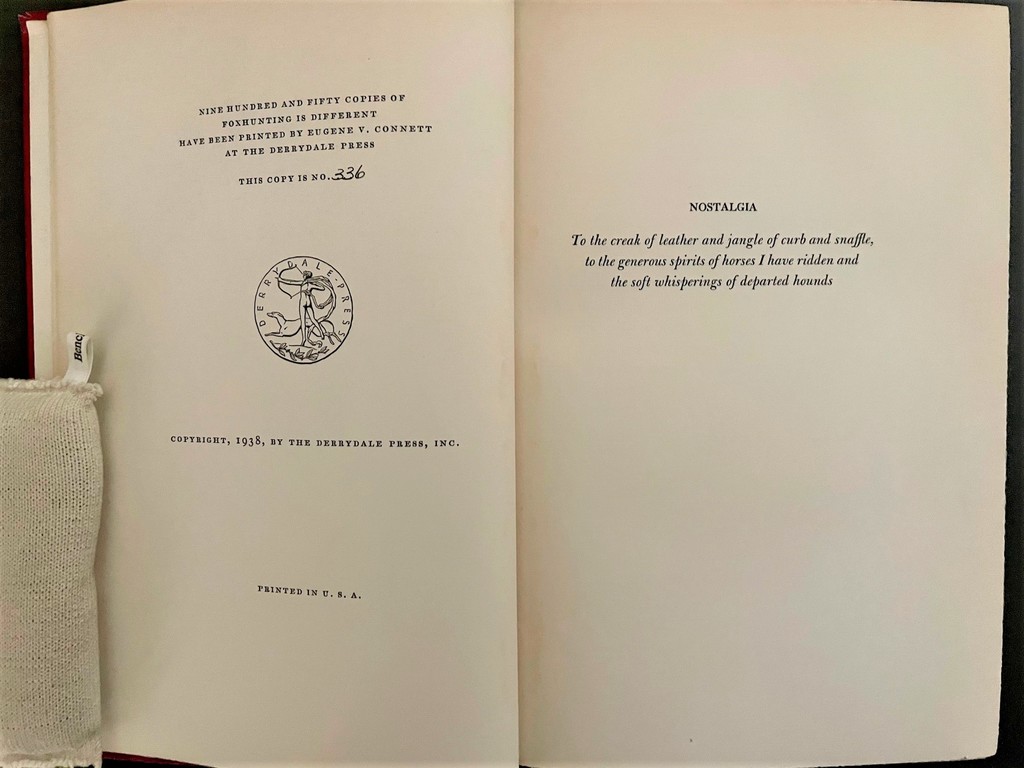 NINE HUNDRED AND FIFTY COPIES OF
FOXHUNTING IS DIFFERENT
HAVE BEEN PRINTED BY EUGENE V. CONNETT
AT THE DERRYDALE PRESS
THIS COPY IS NO. 336
DERRYDALE·PRESS
COPYRIGHT, 1938, BY THE DERRYDALE PRESS, INC.
PRINTED IN U. S. A.
NOSTALGIA
To the creak of leather and jangle of curb and snaffle,
to the generous spirits of horses I have ridden and
the soft whisperings of departed hounds